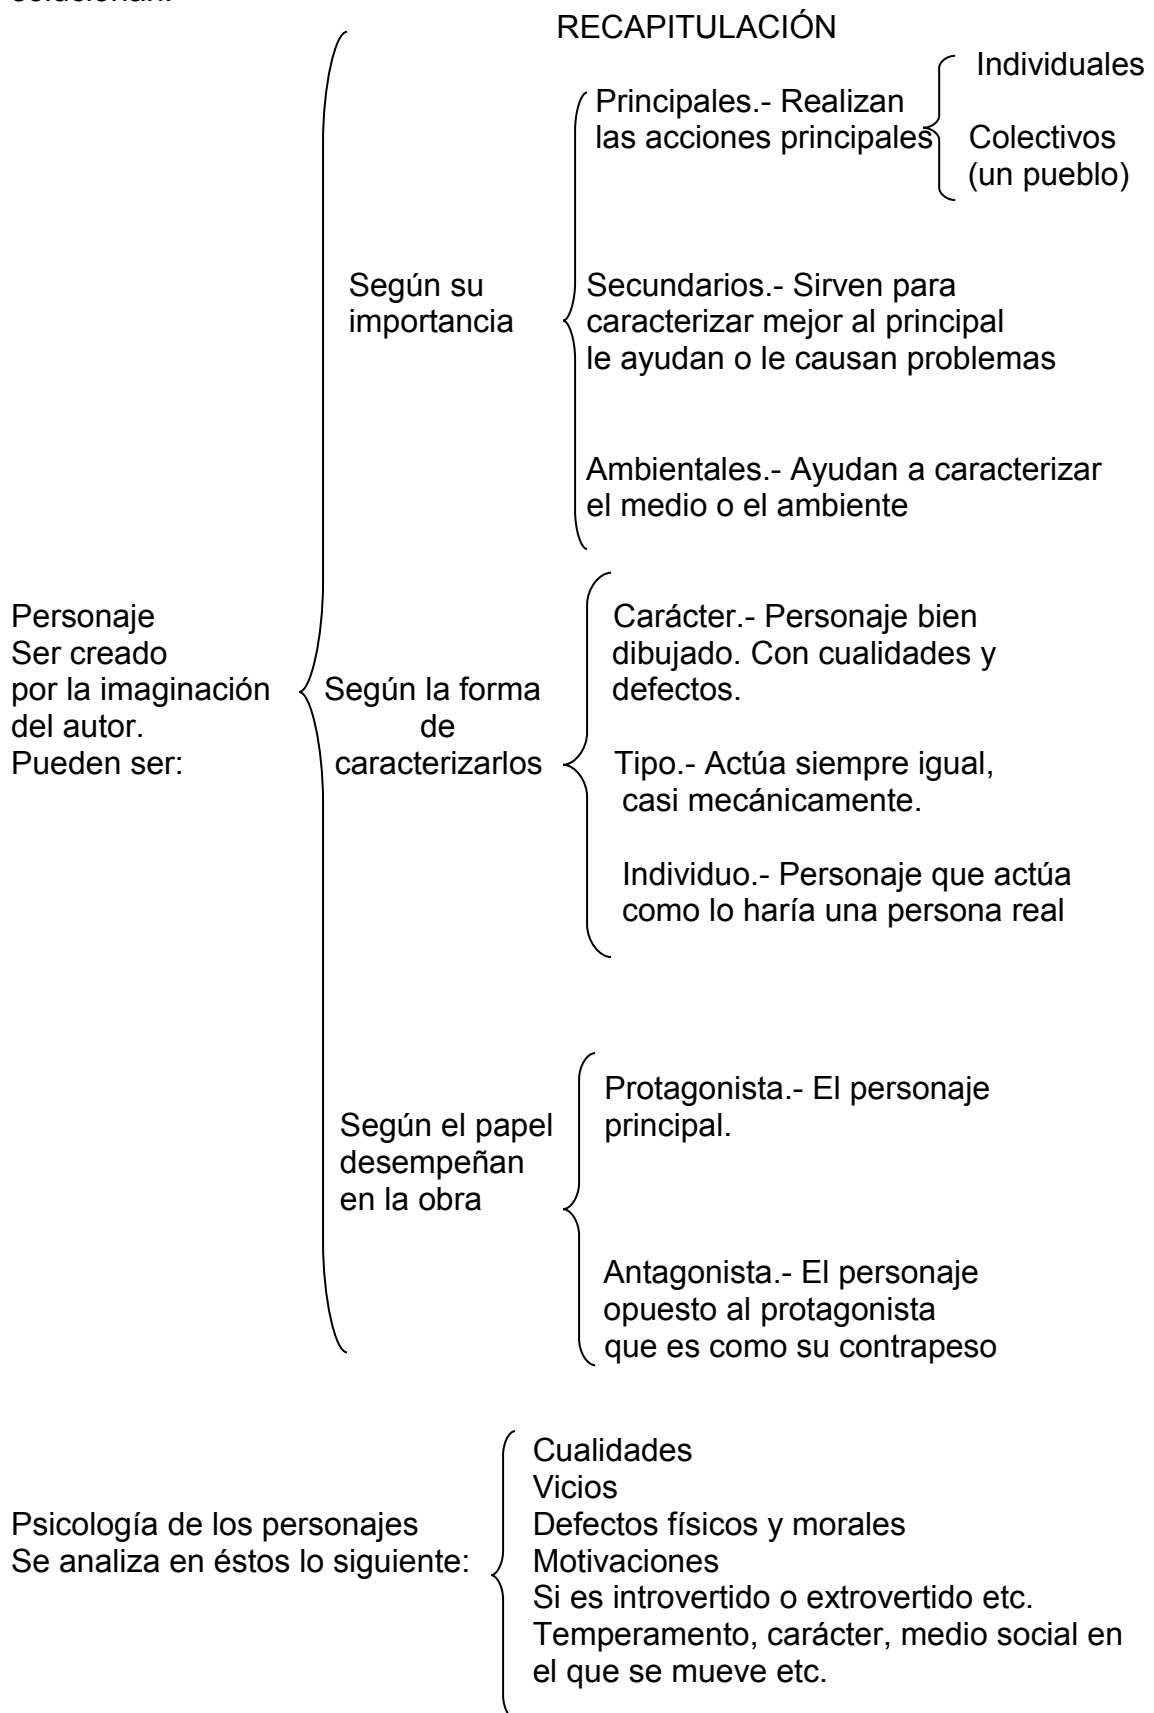 RECAPITULACIÓN
Individuales
Principales.- Realizan
las acciones principales
Colectivos
(un pueblo)
Según su
importancia
Secundarios.- Sirven para
caracterizar mejor al principal
le ayudan o le causan problemas
Ambientales.- Ayudan a caracterizar
el medio o el ambiente
Personaje
Ser creado
por la imaginación
del autor.
Pueden ser:
Según la forma
de
caracterizarlos
Carácter.- Personaje bien
dibujado. Con cualidades y
defectos.
Tipo.- Actúa siempre igual,
casi mecánicamente.
Individuo.- Personaje que actúa
como lo haría una persona real
Según el papel
desempeñan
en la obra
Protagonista.- El personaje
principal.
Antagonista.- El personaje
opuesto al protagonista
que es como su contrapeso
Psicología de los personajes
Se analiza en éstos lo siguiente:
Cualidades
Vicios
Defectos físicos y morales
Motivaciones
Si es introvertido o extrovertido etc.
Temperamento, carácter, medio social en
el que se mueve etc.